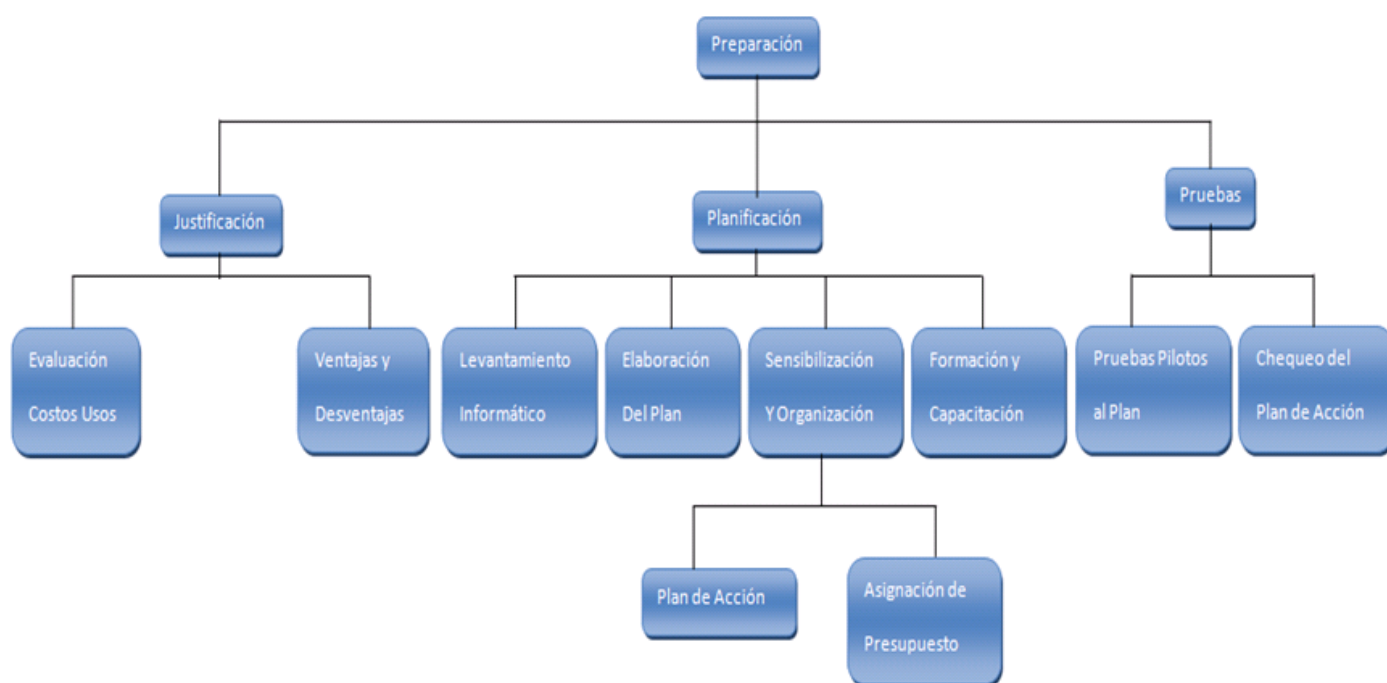 Preparación
Justificación
Planificación
Pruebas
Evaluación
Costos Usos
Ventajas y
Desventajas
Levantamiento
Informático
Elaboración
Del Plan
Sensibilización
Y Organización
Formación y
Capacitación
Pruebas Pilotos
al Plan
Chequeo del
Plan de Acción
Plan de Acción
Asignación de
Presupuesto